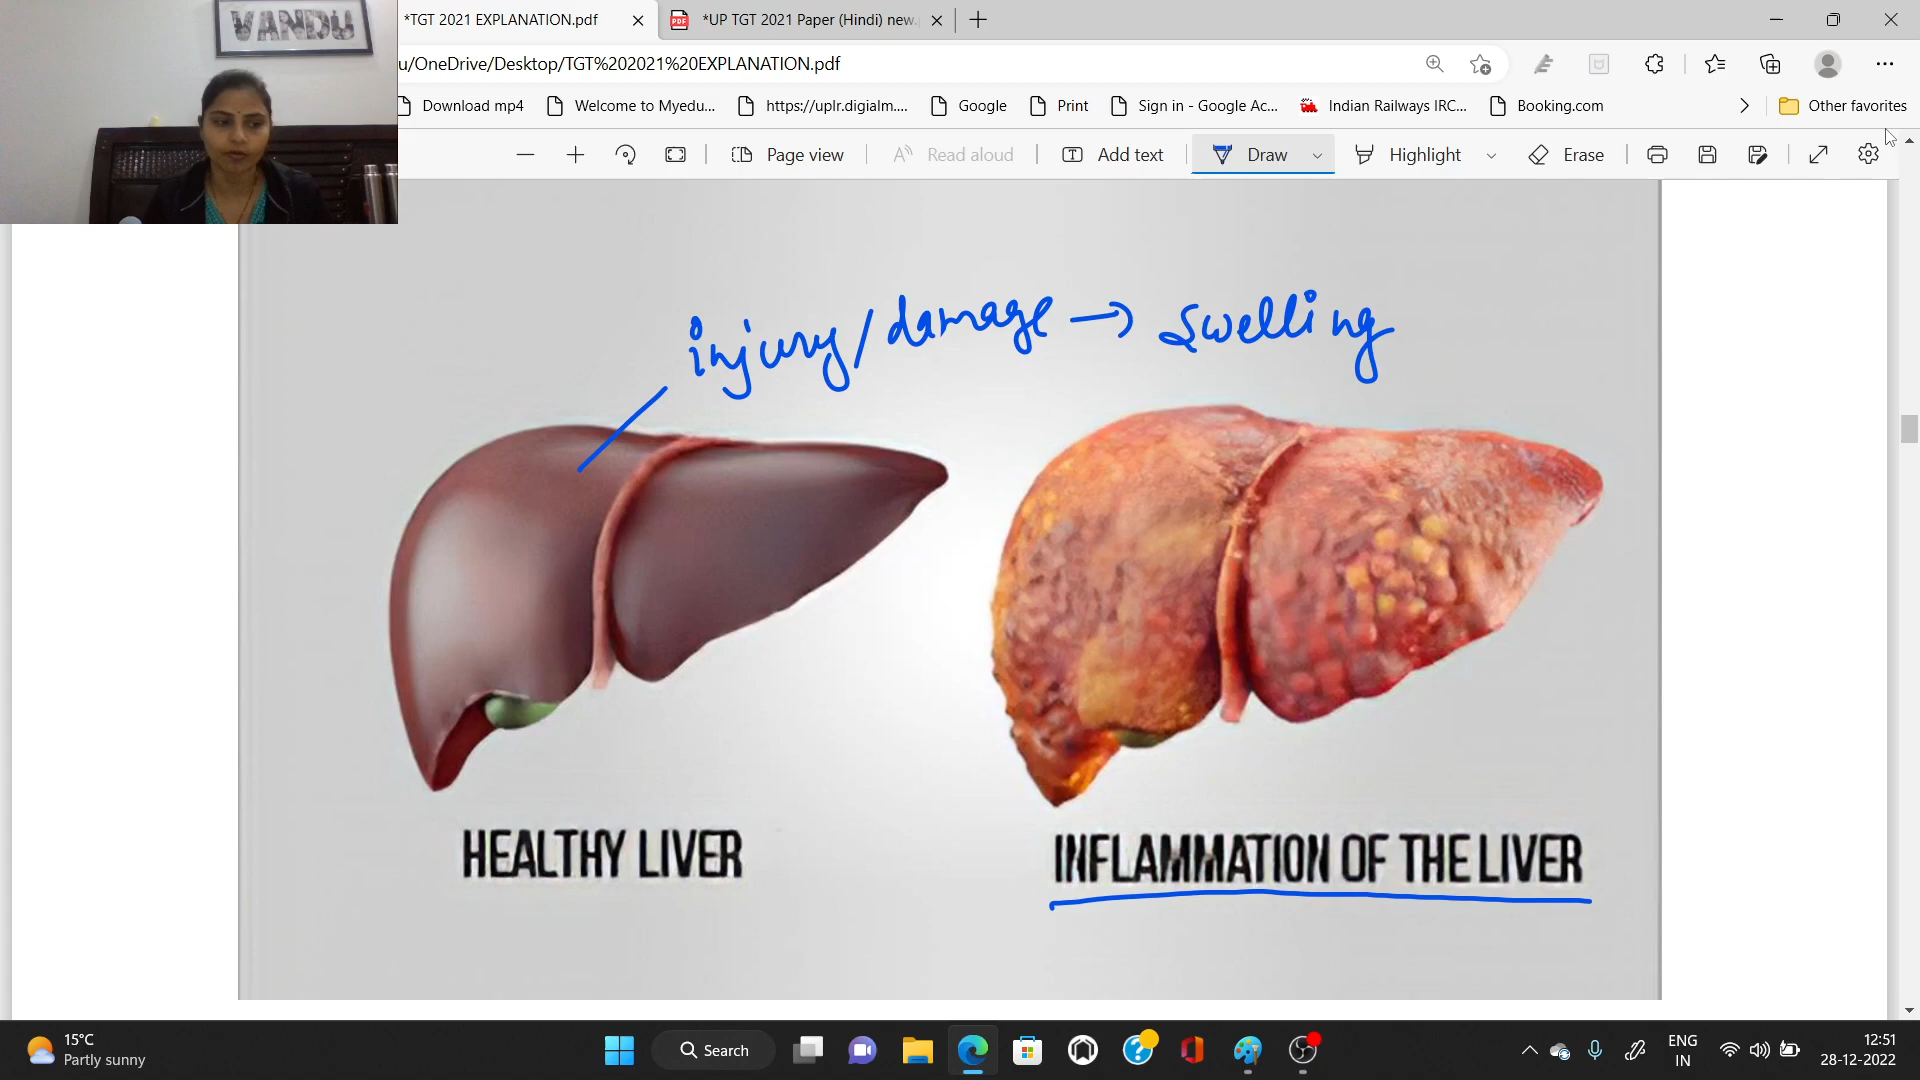 VANDU
*TGT 2021 EXPLANATION.pdf
*UP TGT 2021 Paper (Hindi) new.
u/OneDrive/Desktop/TGT%202021%20EXPLANATION.pdf
Download mp4
Welcome to Myedu...
https://uplr.digialm....
Google
Print
Sign in - Google Ac...
Indian Railways IRC...
Booking.com
Other favorites
Page view
Read aloud
Add text
Draw
Highlight
Erase
injury/damage → swelling
HEALTHY LIVER
INFLAMMATION OF THE LIVER
15°C
Partly sunny
Search
ENG
IN
12:51
28-12-2022